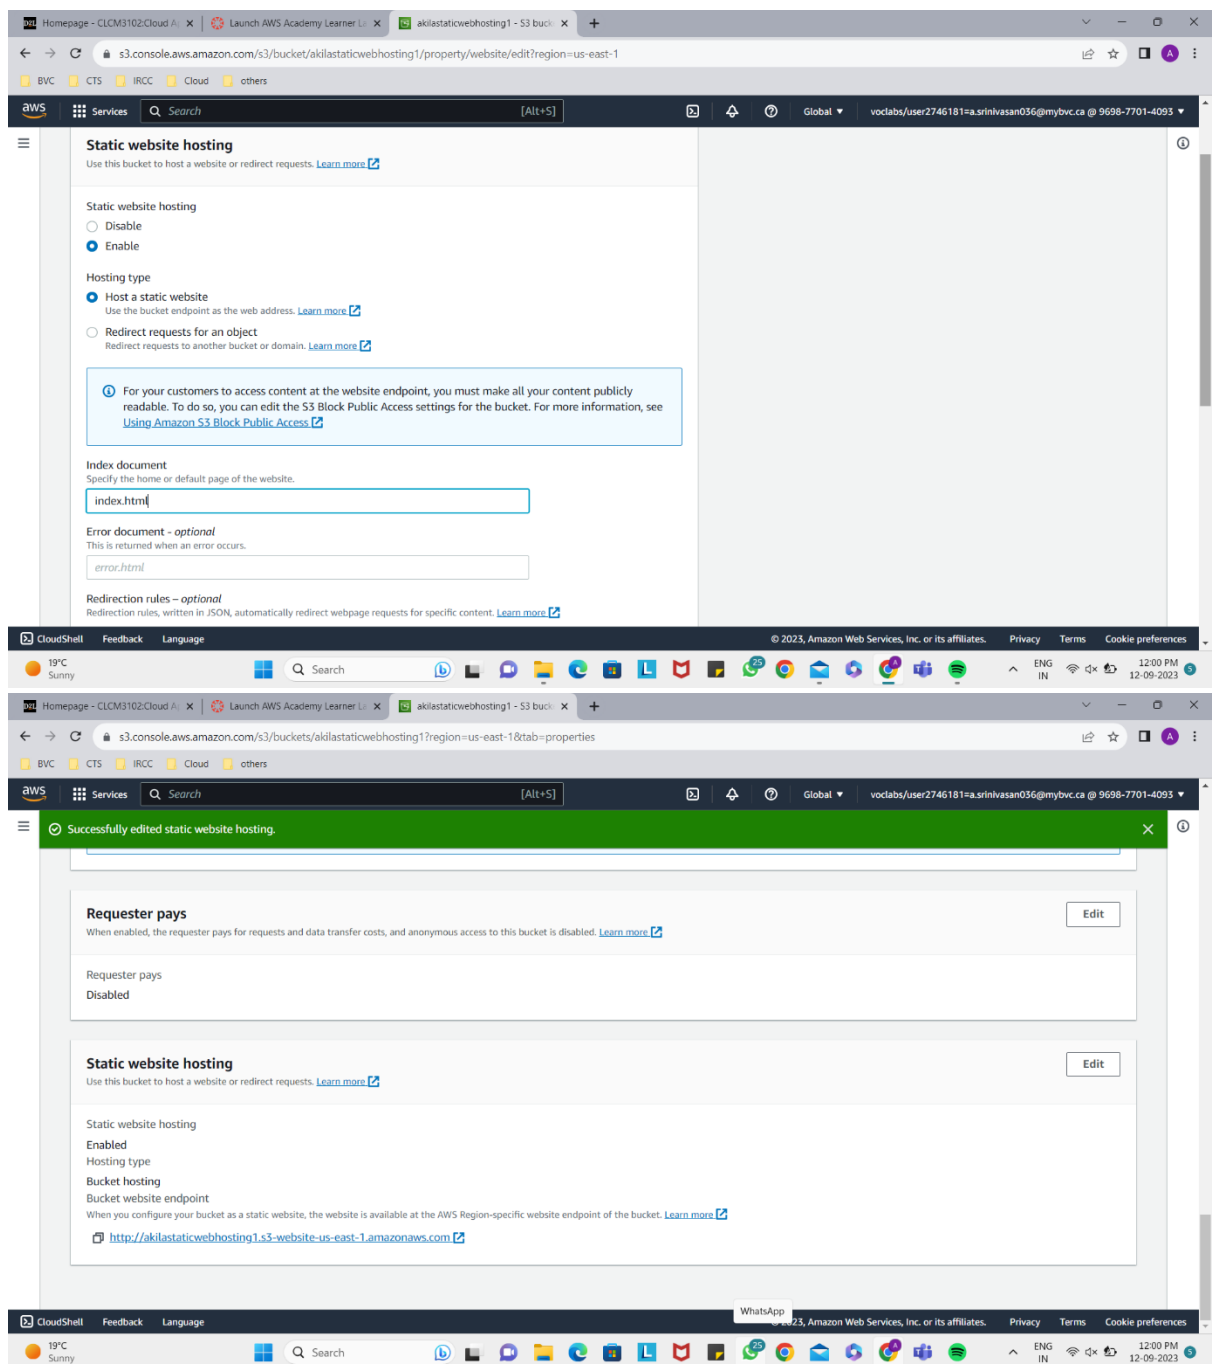 Homepage - CLCM3102:Cloud A
Launch AWS Academy Learner La
akilastaticwebhosting1 - S3 buck
s3.console.aws.amazon.com/s3/bucket/akilastaticwebhosting1/property/website/edit?region=us-east-1
BVC CTS IRCC Cloud others
aws Services Search [Alt+S] Global voclabs/user2746181=a.srinivasan036@mybvc.ca @ 9698-7701-4093
Static website hosting
Use this bucket to host a website or redirect requests. Learn more
Static website hosting
Disable
Enable
Hosting type
Host a static website
Use the bucket endpoint as the web address. Learn more
Redirect requests for an object
Redirect requests to another bucket or domain. Learn more
For your customers to access content at the website endpoint, you must make all your content publicly
readable. To do so, you can edit the S3 Block Public Access settings for the bucket. For more information, see
Using Amazon S3 Block Public Access
Index document
Specify the home or default page of the website.
index.html
Error document - optional
This is returned when an error occurs.
error.html
Redirection rules – optional
Redirection rules, written in JSON, automatically redirect webpage requests for specific content. Learn more
CloudShell Feedback Language © 2023, Amazon Web Services, Inc. or its affiliates. Privacy Terms Cookie preferences
19°C
Sunny
Search
25
ENG
IN
12:00 PM
12-09-2023
5
Homepage - CLCM3102:Cloud A
Launch AWS Academy Learner La
akilastaticwebhosting1 - S3 buck
s3.console.aws.amazon.com/s3/buckets/akilastaticwebhosting1?region=us-east-1&tab=properties
BVC CTS IRCC Cloud others
aws Services Search [Alt+S] Global voclabs/user2746181=a.srinivasan036@mybvc.ca @ 9698-7701-4093
Successfully edited static website hosting.
Requester pays
Edit
When enabled, the requester pays for requests and data transfer costs, and anonymous access to this bucket is disabled. Learn more
Requester pays
Disabled
Static website hosting
Edit
Use this bucket to host a website or redirect requests. Learn more
Static website hosting
Enabled
Hosting type
Bucket hosting
Bucket website endpoint
When you configure your bucket as a static website, the website is available at the AWS Region-specific website endpoint of the bucket. Learn more
http://akilastaticwebhosting1.s3-website-us-east-1.amazonaws.com
WhatsApp
CloudShell Feedback Language 23, Amazon Web Services, Inc. or its affiliates. Privacy Terms Cookie preferences
19°C
Sunny
Search
25
ENG
IN
12:00 PM
12-09-2023
5